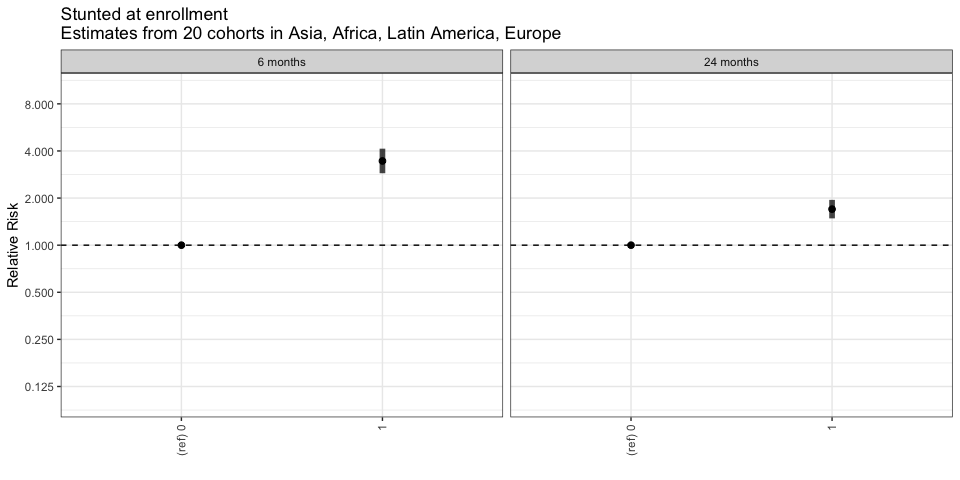 Stunted at enrollment
Estimates from 20 cohorts in Asia, Africa, Latin America, Europe
6 months
24 months
Relative Risk
8.000
4.000
2.000
1.000
0.500
0.250
0.125
(ref) 0
1
(ref) 0
1